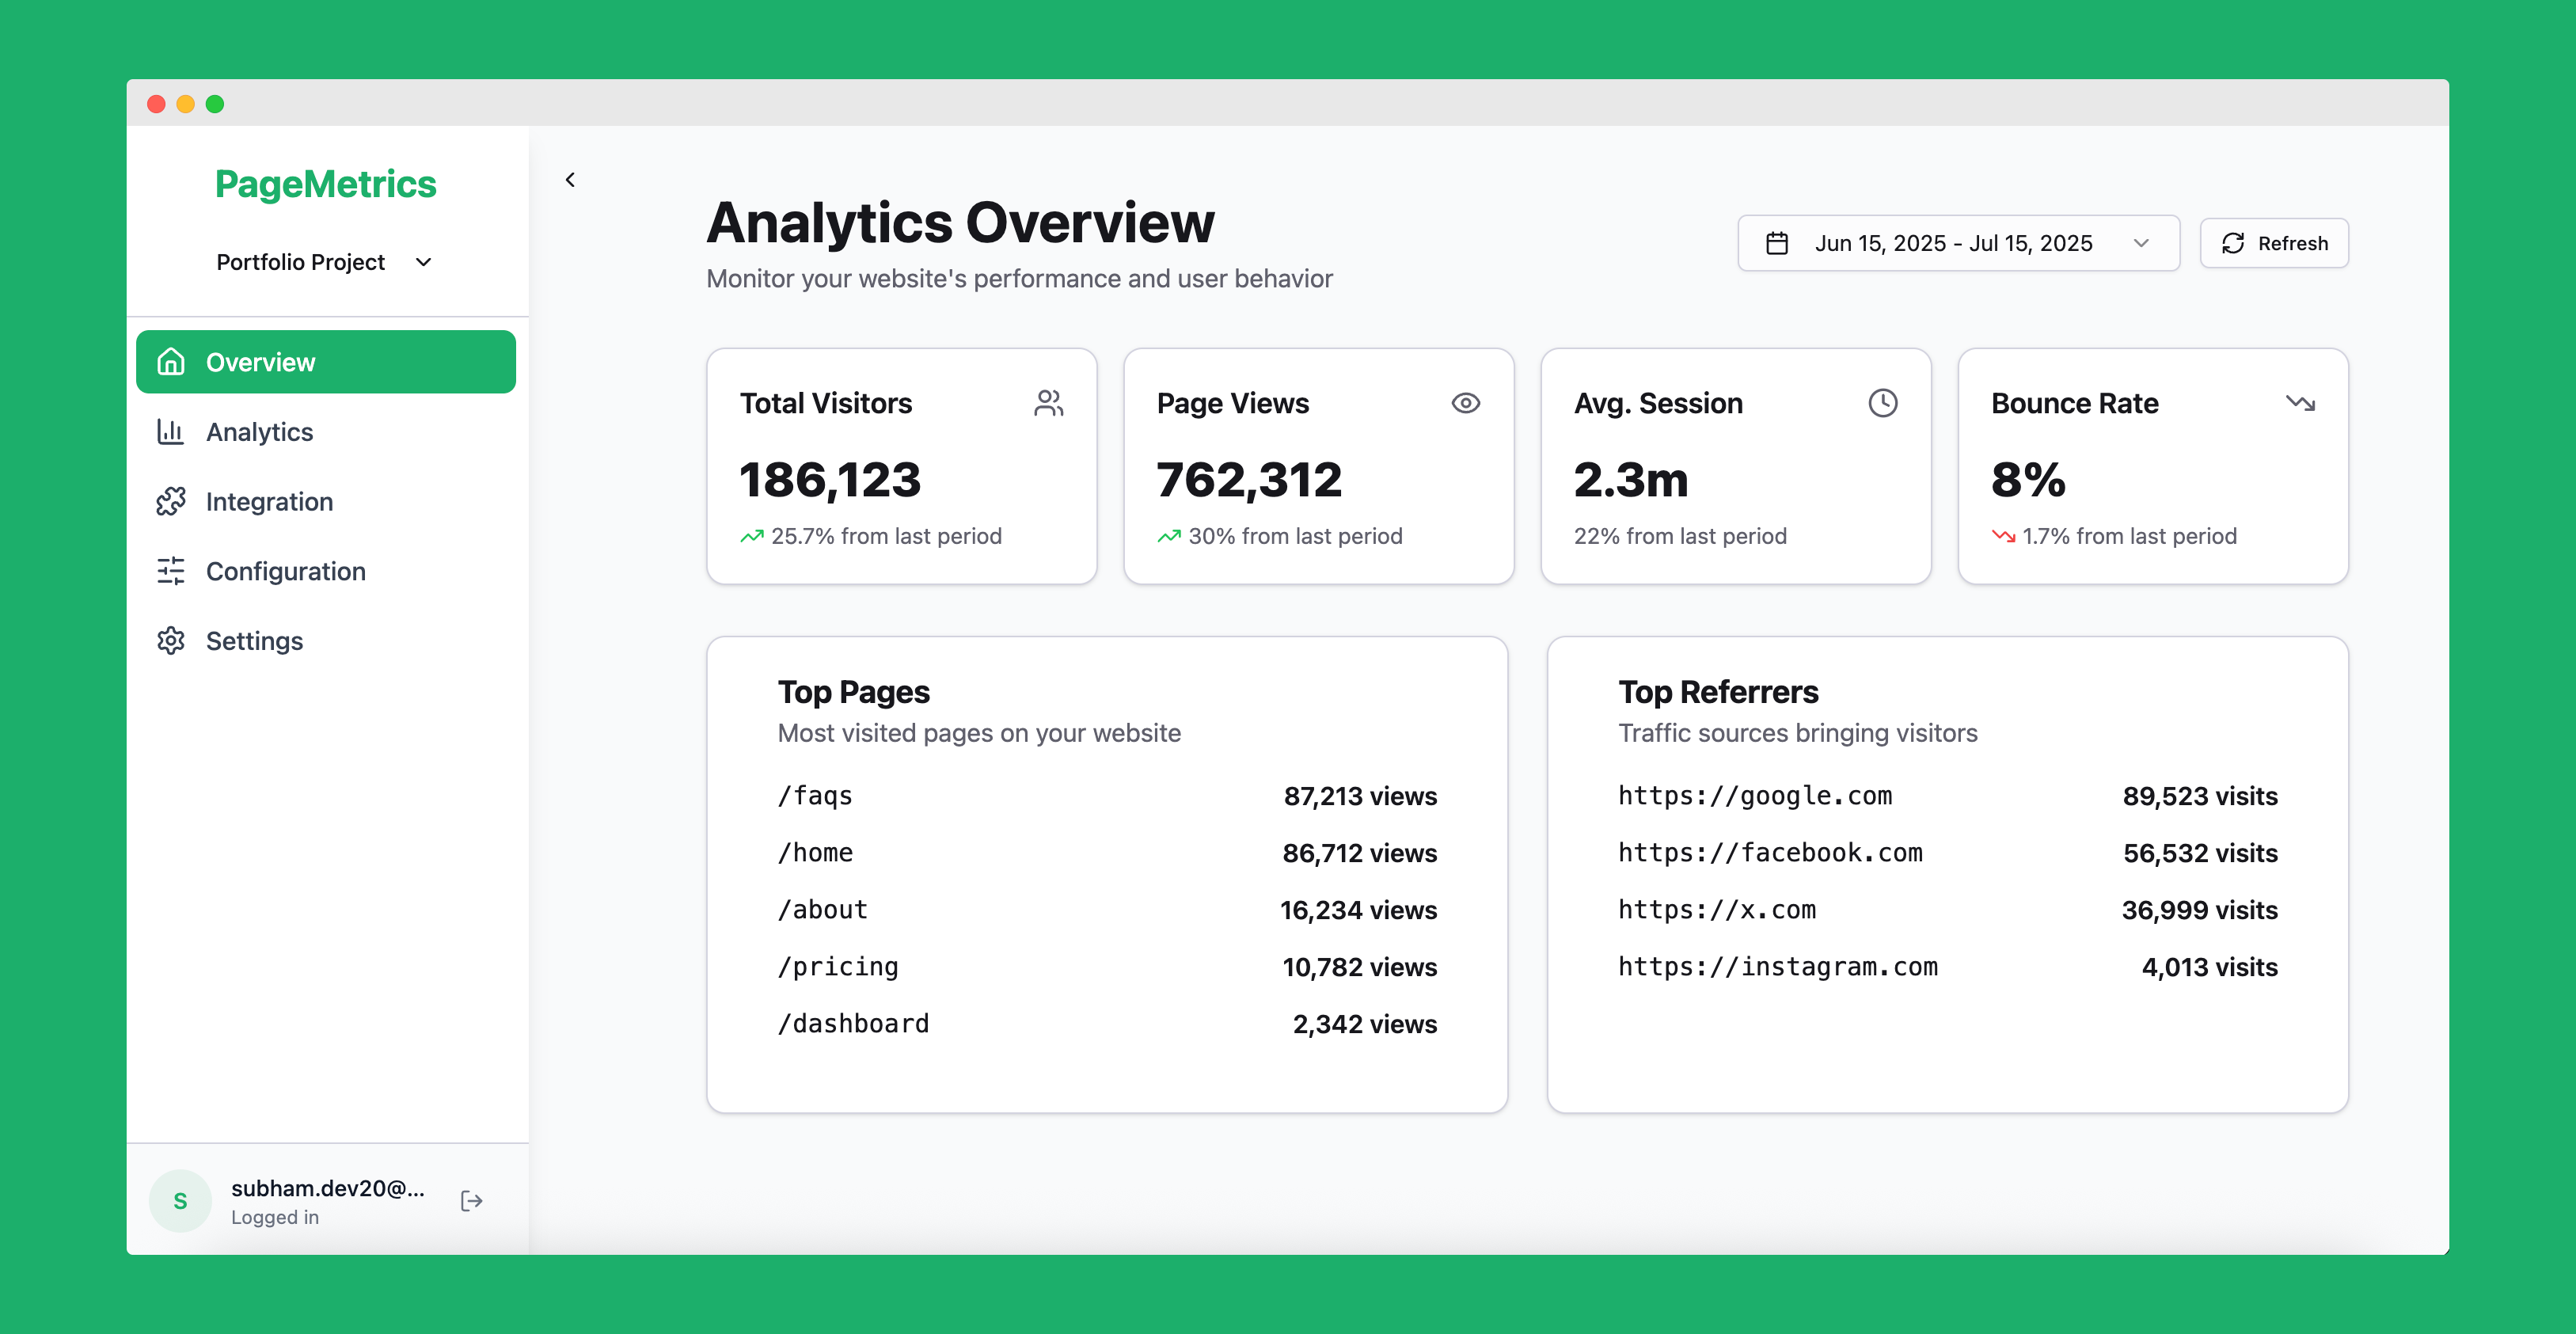 PageMetrics
Portfolio Project
Overview
Analytics
Integration
Configuration
Settings
S
subham.dev20@...
Logged in
Analytics Overview
Monitor your website's performance and user behavior
Jun 15, 2025 - Jul 15, 2025
Refresh
Total Visitors
186,123
25.7% from last period
Page Views
762,312
30% from last period
Avg. Session
2.3m
22% from last period
Bounce Rate
8%
1.7% from last period
Top Pages
Most visited pages on your website
/faqs 87,213 views
/home 86,712 views
/about 16,234 views
/pricing 10,782 views
/dashboard 2,342 views
Top Referrers
Traffic sources bringing visitors
https://google.com 89,523 visits
https://facebook.com 56,532 visits
https://x.com 36,999 visits
https://instagram.com 4,013 visits